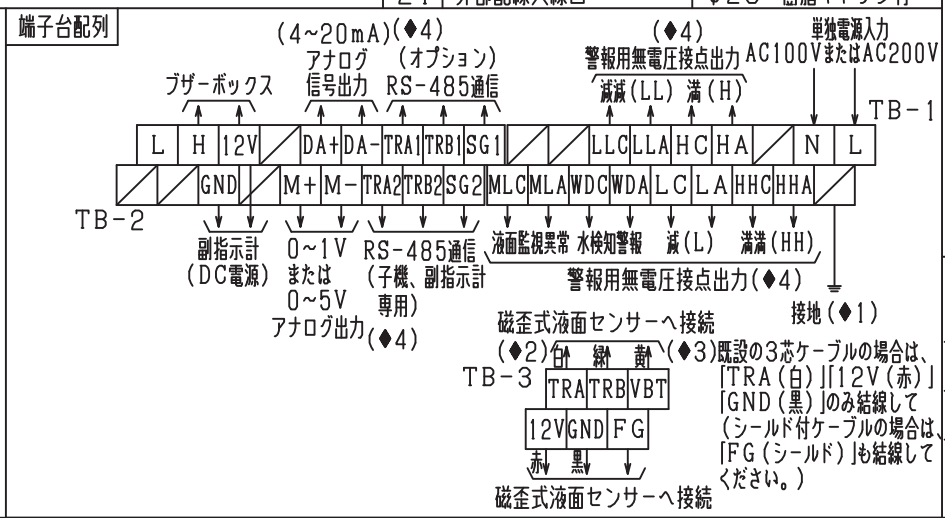 端子台配列
(4~20mA)(◆4)
アナログ
信号出力
(オプション)
RS-485通信
ブザーボックス
(◆4)
警報用無電圧接点出力
減減(LL) 満(H)
単独電源入力
AC100VまたはAC200V
TB-1
L H 12V DA+ DA- TRA1 TRB1 SG1 LLC LLA HC HA N L
GND M+ M- TRA2 TRB2 SG2 MLC MLA WDC WDA LC LA HHC HHA
TB-2
副指示計
(DC電源)
0~1V
または
0~5V
アナログ出力(◆4)
RS-485通信
(子機、副指示計
専用)
液面監視異常 水検知警報 減(L) 満満(HH)
警報用無電圧接点出力(◆4)
接地(◆1)
磁歪式液面センサーへ接続
(◆2) 白 緑 黄 (◆3)
TB-3
TRA TRB VBT
12V GND FG
赤 黒
磁歪式液面センサーへ接続
既設の3芯ケーブルの場合は、
「TRA(白)」「12V(赤)」
「GND(黒)」のみ結線して
(シールド付ケーブルの場合は、
「FG(シールド)」も結線して
ください。)